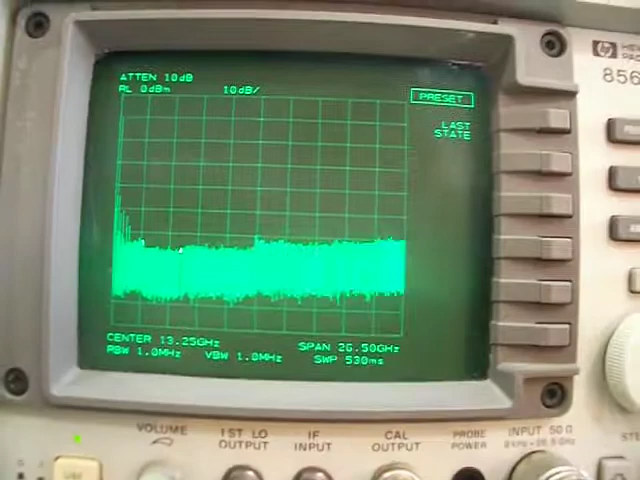 ATTEN 10dB
RL 0dBm 10dB/
PRESET
LAST
STATE
CENTER 13.25GHz SPAN 26.50GHz
RBW 1.0MHz VBW 1.0MHz SWP 530ms
hp
856
VOLUME
1ST LO
OUTPUT
IF
INPUT
CAL
OUTPUT
PROBE
POWER
INPUT 50Ω